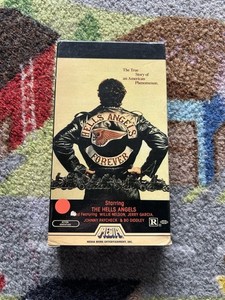 The True
Story of
an American
Phenomenon.
HELLS ANGELS
FOREVER
Starring
THE HELLS ANGELS
Featuring WILLIE NELSON, JERRY GARCIA,
JOHNNY PAYCHECK & BO DIDDLEY
R
MEDIA
MEDIA HOME ENTERTAINMENT, INC.